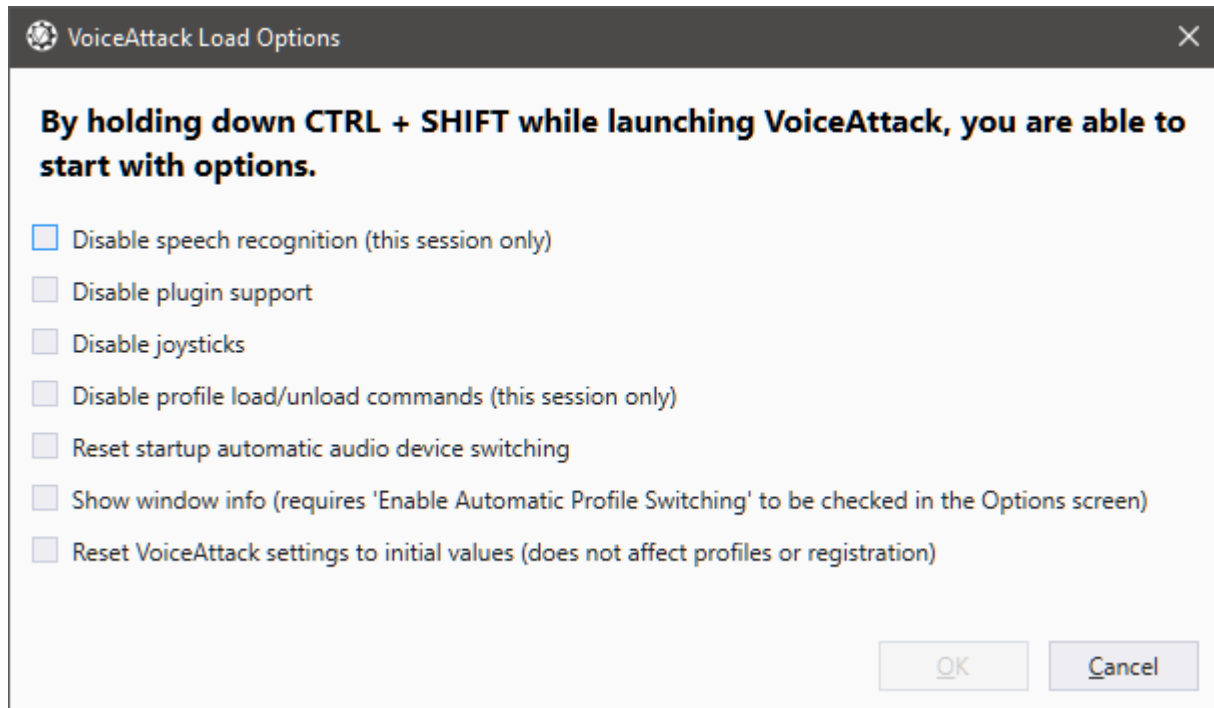 VoiceAttack Load Options
By holding down CTRL + SHIFT while launching VoiceAttack, you are able to
start with options.
Disable speech recognition (this session only)
Disable plugin support
Disable joysticks
Disable profile load/unload commands (this session only)
Reset startup automatic audio device switching
Show window info (requires 'Enable Automatic Profile Switching' to be checked in the Options screen)
Reset VoiceAttack settings to initial values (does not affect profiles or registration)
OK Cancel